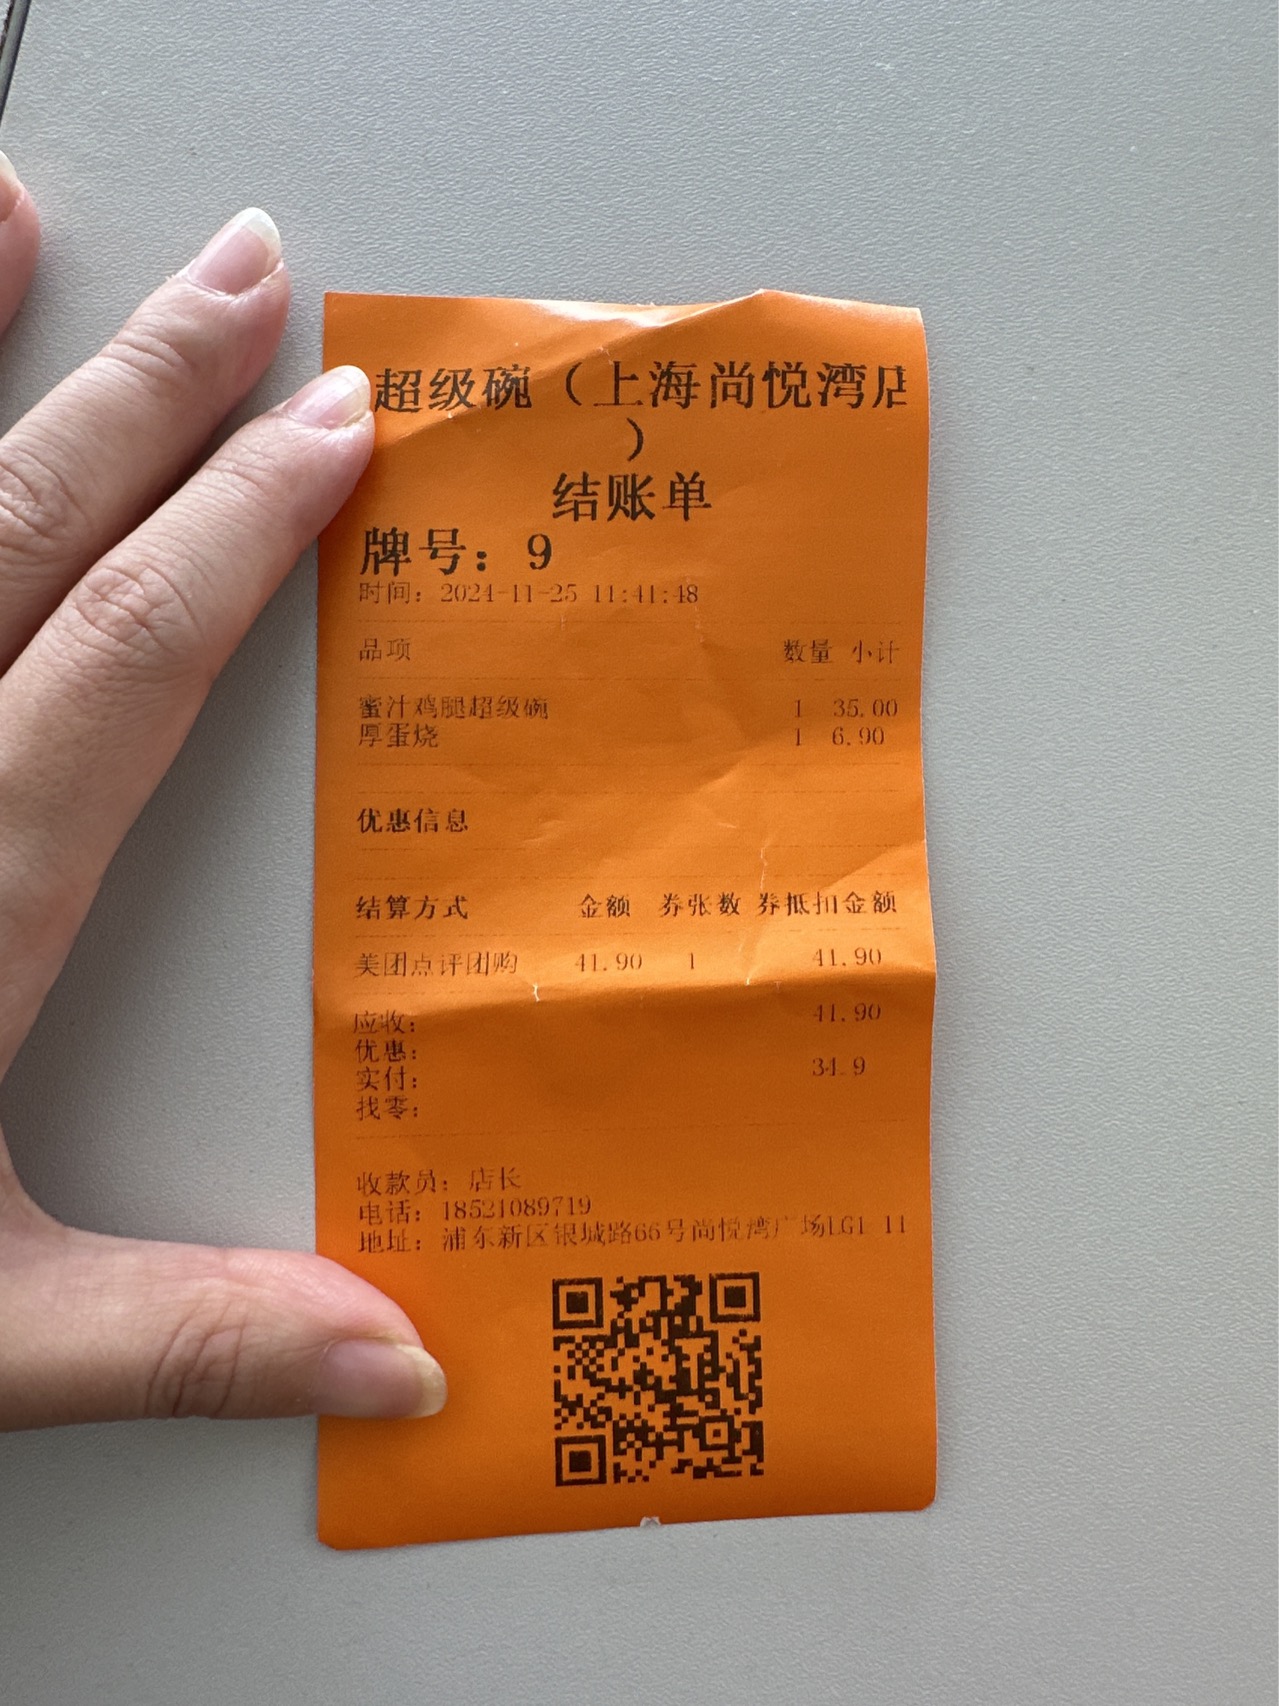 超级碗（上海尚悦湾店
）
结账单
牌号：9
时间：2024-11-25 11:41:48
品项 数量 小计
蜜汁鸡腿超级碗 1 35.00
厚蛋烧 1 6.90
优惠信息
结算方式 金额 券张数 券抵扣金额
美团点评团购 41.90 1 41.90
应收： 41.90
优惠：
实付： 34.9
找零：
收款员：店长
电话：18521089719
地址：浦东新区银城路66号尚悦湾广场LG1 11